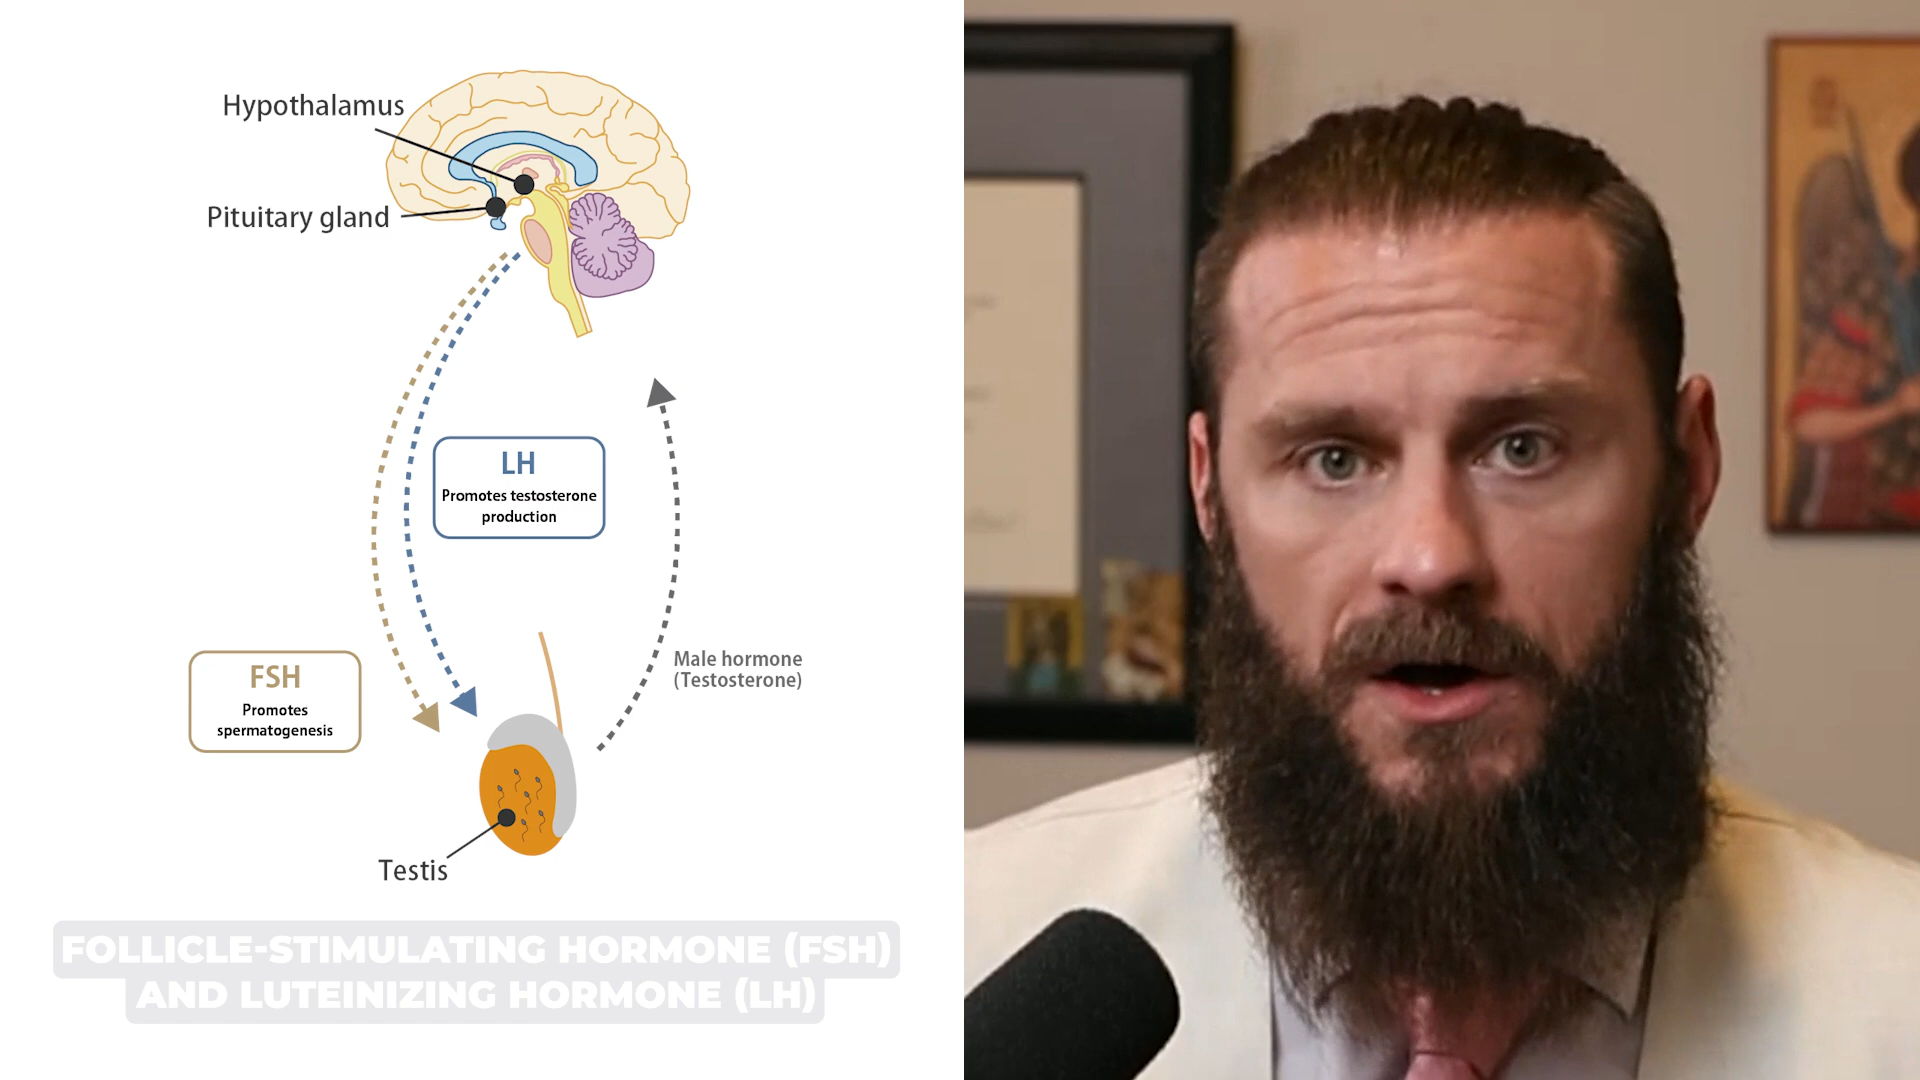 Hypothalamus
Pituitary gland
LH
Promotes testosterone
production
FSH
Promotes
spermatogenesis
Male hormone
(Testosterone)
Testis
FOLLICLE-STIMULATING HORMONE (FSH)
AND LUTEINIZING HORMONE (LH)